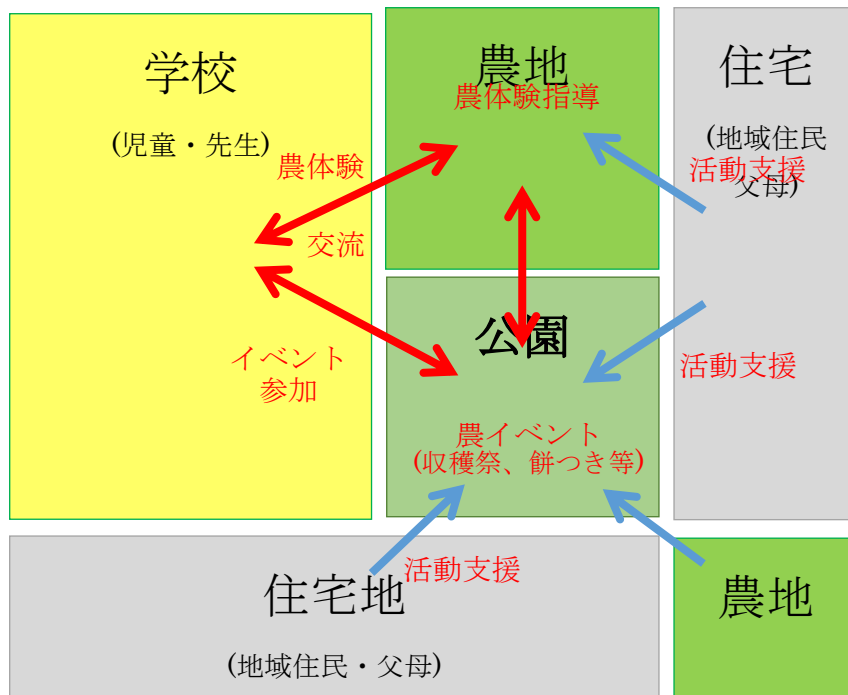 学校
(児童・先生)
農体験
交流
イベント
参加
農地
農体験指導
住宅
(地域住民
父母)
活動支援
公園
農イベント
(収穫祭、餅つき等)
活動支援
活動支援
住宅地
(地域住民・父母)
農地